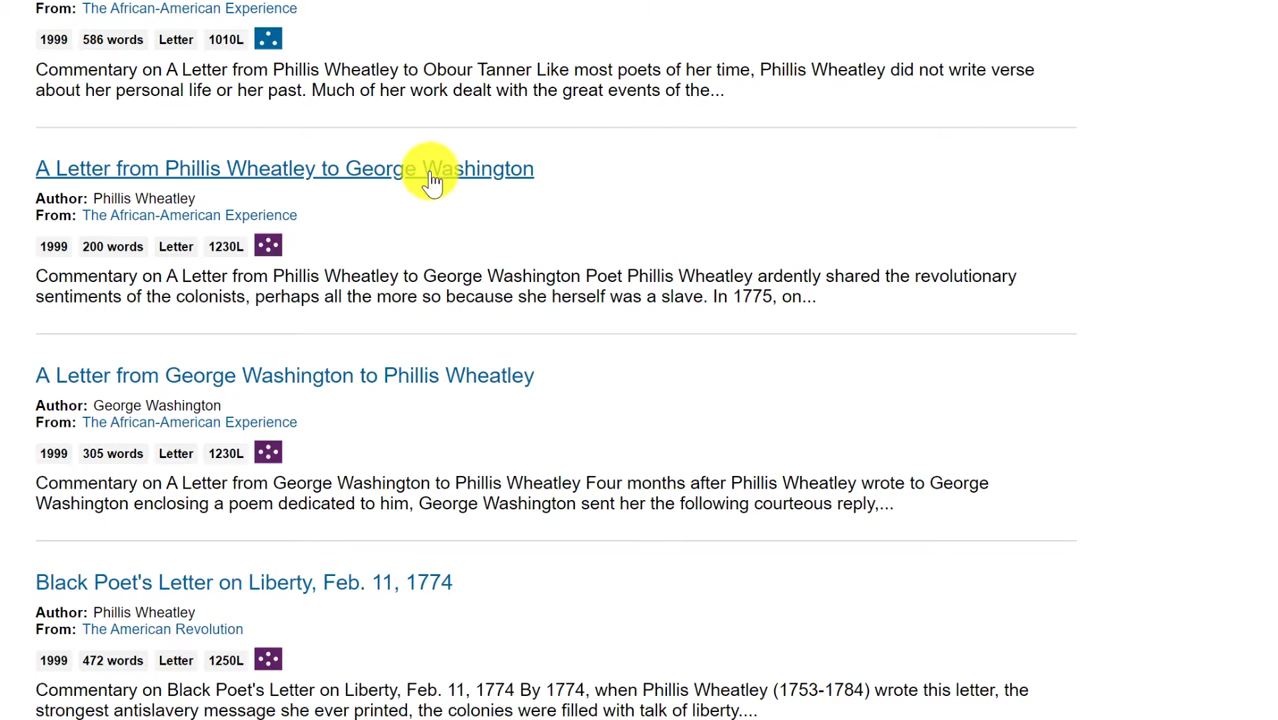 From: The African-American Experience
1999 586 words Letter 1010L
Commentary on A Letter from Phillis Wheatley to Obour Tanner Like most poets of her time, Phillis Wheatley did not write verse
about her personal life or her past. Much of her work dealt with the great events of the...
A Letter from Phillis Wheatley to George Washington
Author: Phillis Wheatley
From: The African-American Experience
1999 200 words Letter 1230L
Commentary on A Letter from Phillis Wheatley to George Washington Poet Phillis Wheatley ardently shared the revolutionary
sentiments of the colonists, perhaps all the more so because she herself was a slave. In 1775, on...
A Letter from George Washington to Phillis Wheatley
Author: George Washington
From: The African-American Experience
1999 305 words Letter 1230L
Commentary on A Letter from George Washington to Phillis Wheatley Four months after Phillis Wheatley wrote to George
Washington enclosing a poem dedicated to him, George Washington sent her the following courteous reply,...
Black Poet's Letter on Liberty, Feb. 11, 1774
Author: Phillis Wheatley
From: The American Revolution
1999 472 words Letter 1250L
Commentary on Black Poet's Letter on Liberty, Feb. 11, 1774 By 1774, when Phillis Wheatley (1753-1784) wrote this letter, the
strongest antislavery message she ever printed, the colonies were filled with talk of liberty....